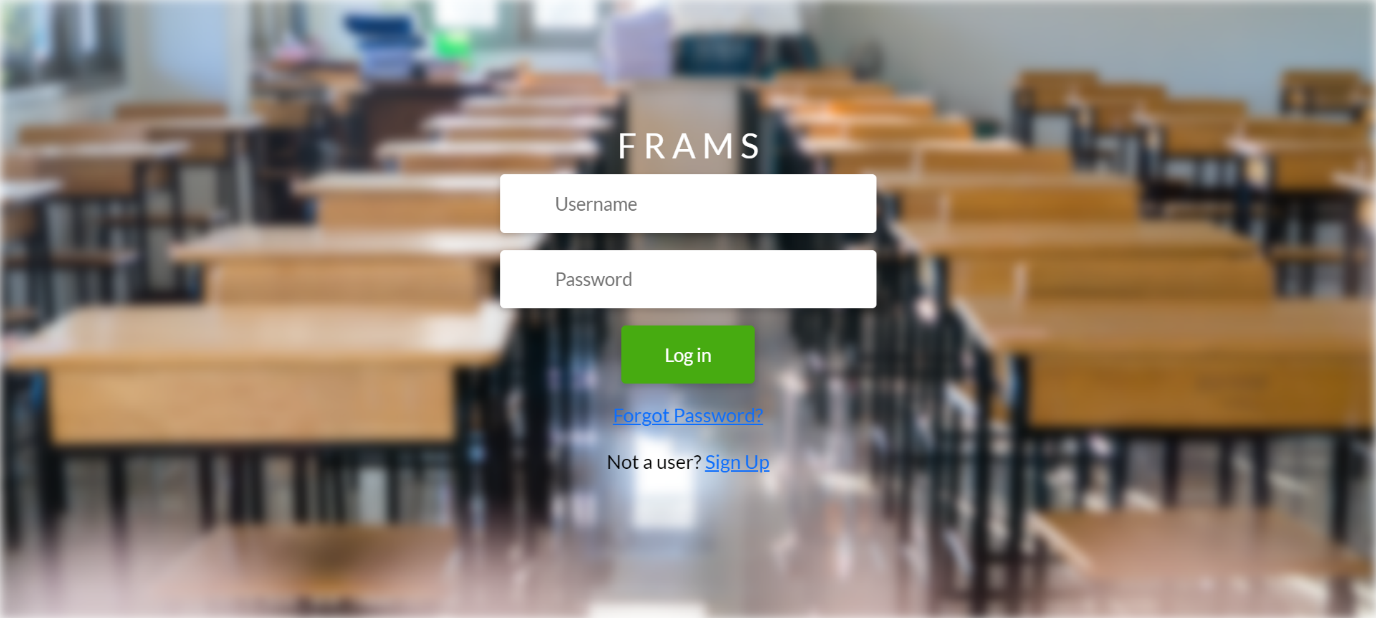 FRAMS
Username
Password
Log in
Forgot Password?
Not a user? Sign Up